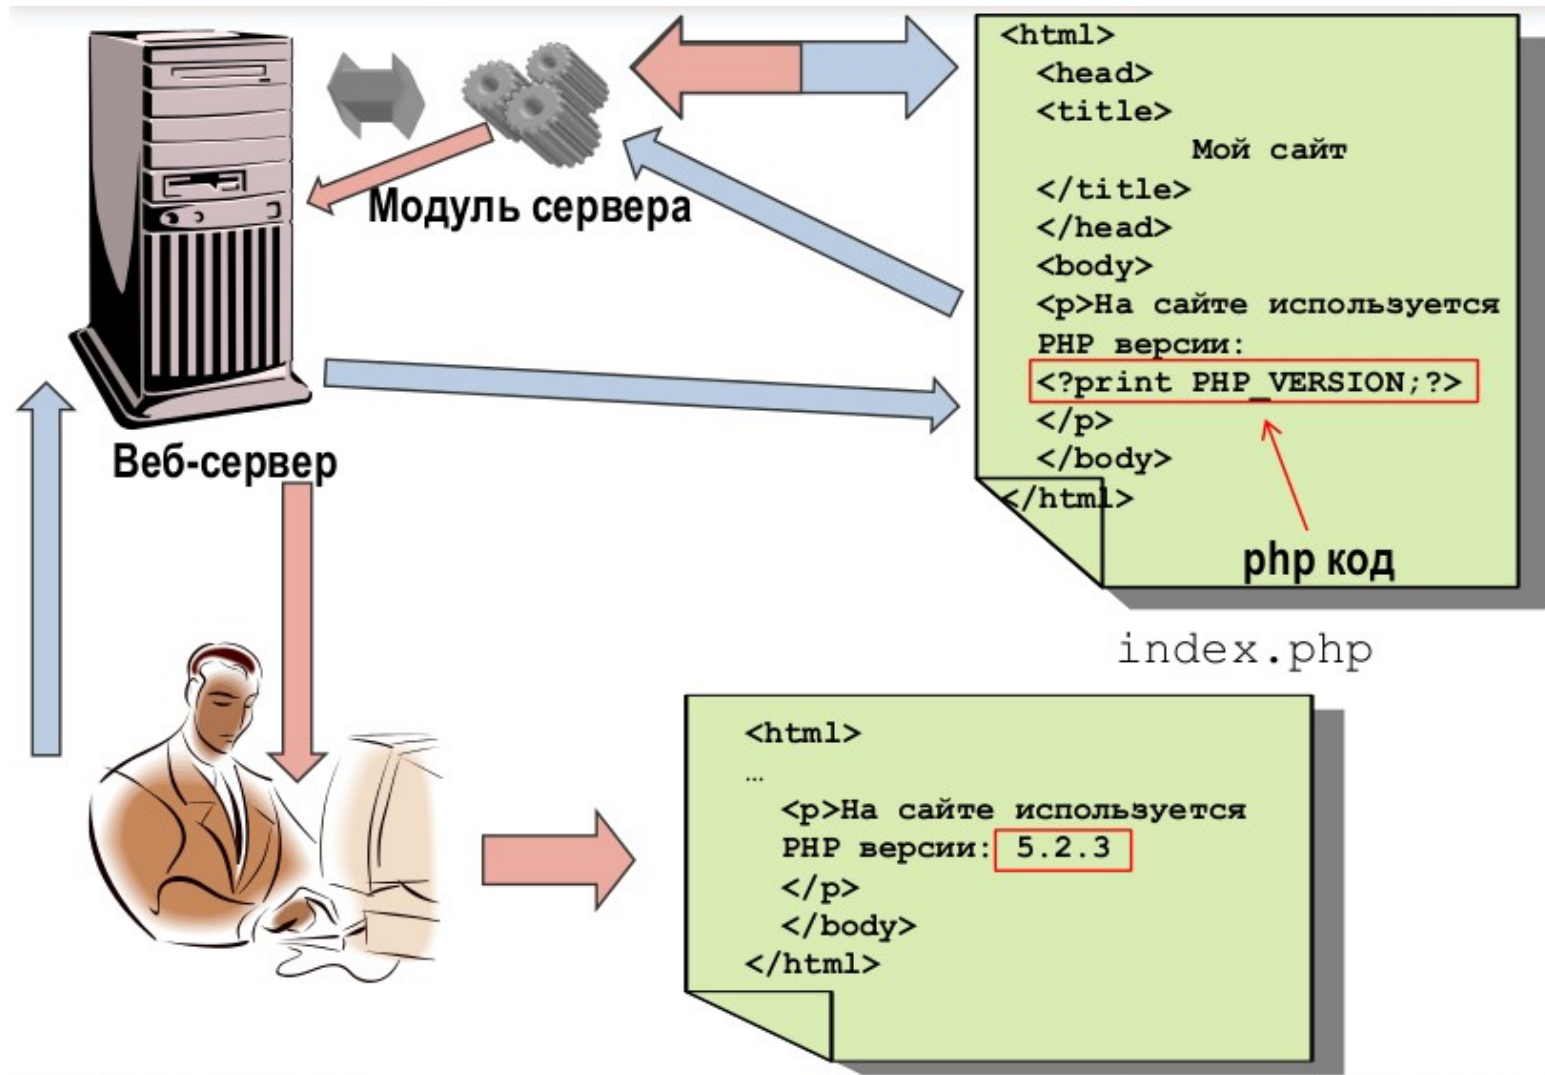 Модуль сервера
Веб-сервер
<html>
<head>
<title>
Мой сайт
</title>
</head>
<body>
<p>На сайте используется
PHP версии:
<?print PHP_VERSION;?>
</p>
</body>
</html>
php код
index.php
<html>
…
<p>На сайте используется
PHP версии: 5.2.3
</p>
</body>
</html>